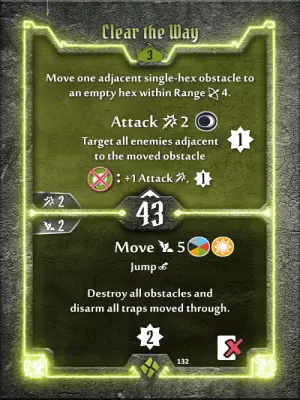 Clear the Way
3
Move one adjacent single-hex obstacle to
an empty hex within Range 4.
Attack 2
Target all enemies adjacent
to the moved obstacle
1
: +1 Attack, 1
2
43
2
Move 5
Jump
Destroy all obstacles and
disarm all traps moved through.
2
132